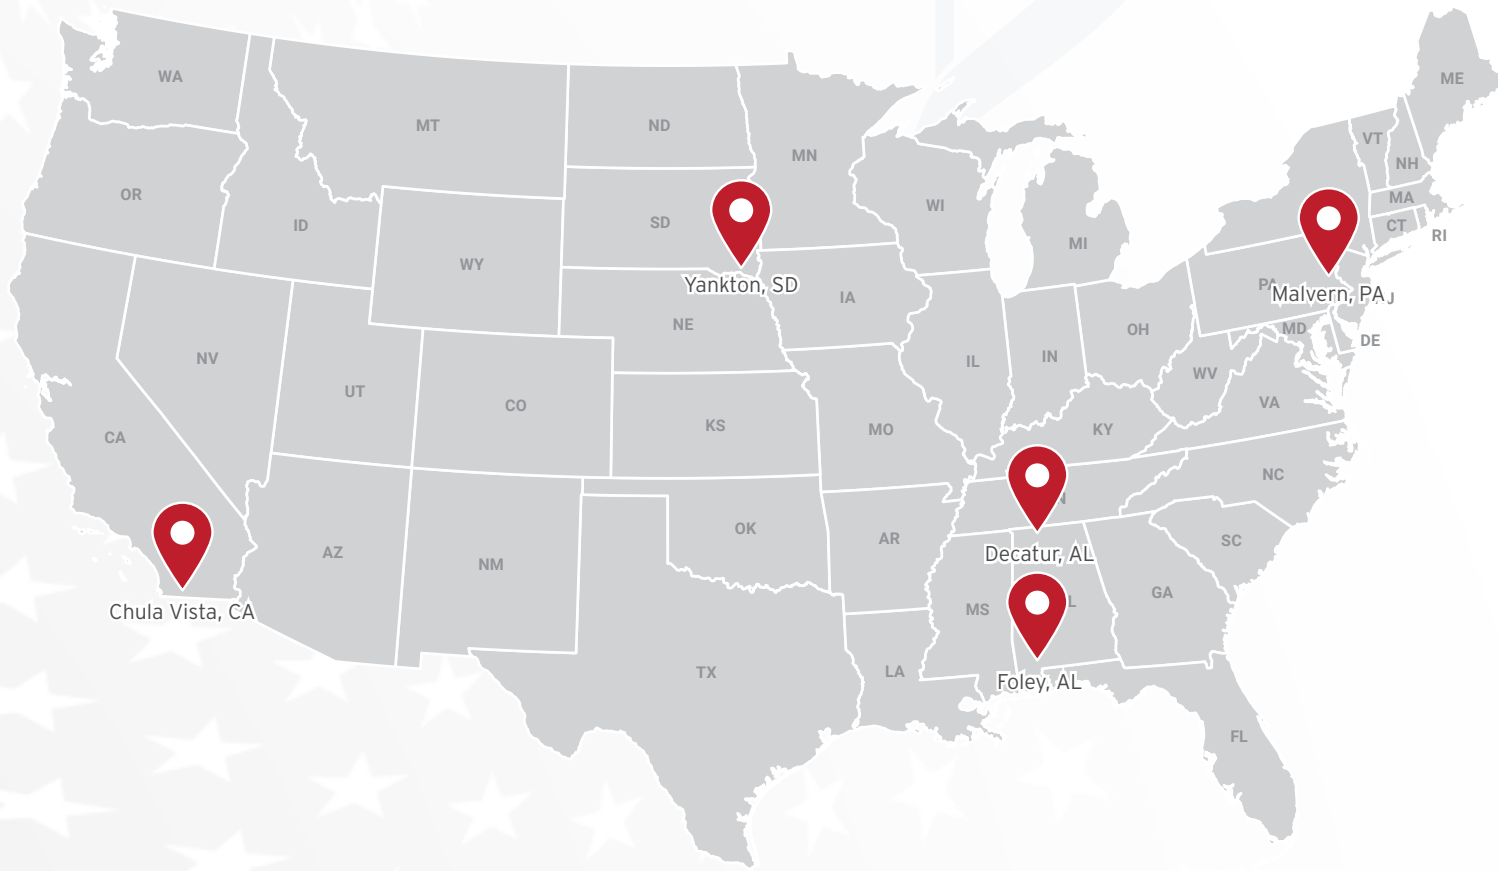 WA
MT
ND
MN
ME
VT
NH
OR
ID
SD
WI
MA
CT
RI
MI
WY
Yankton, SD
IA
PA
Malvern, PA
J
NE
OH
MD
DE
NV
UT
IL
IN
WV
CO
VA
CA
KS
MO
KY
NC
N
OK
AR
SC
AZ
NM
Decatur, AL
GA
MS
L
Chula Vista, CA
TX
LA
Foley, AL
FL